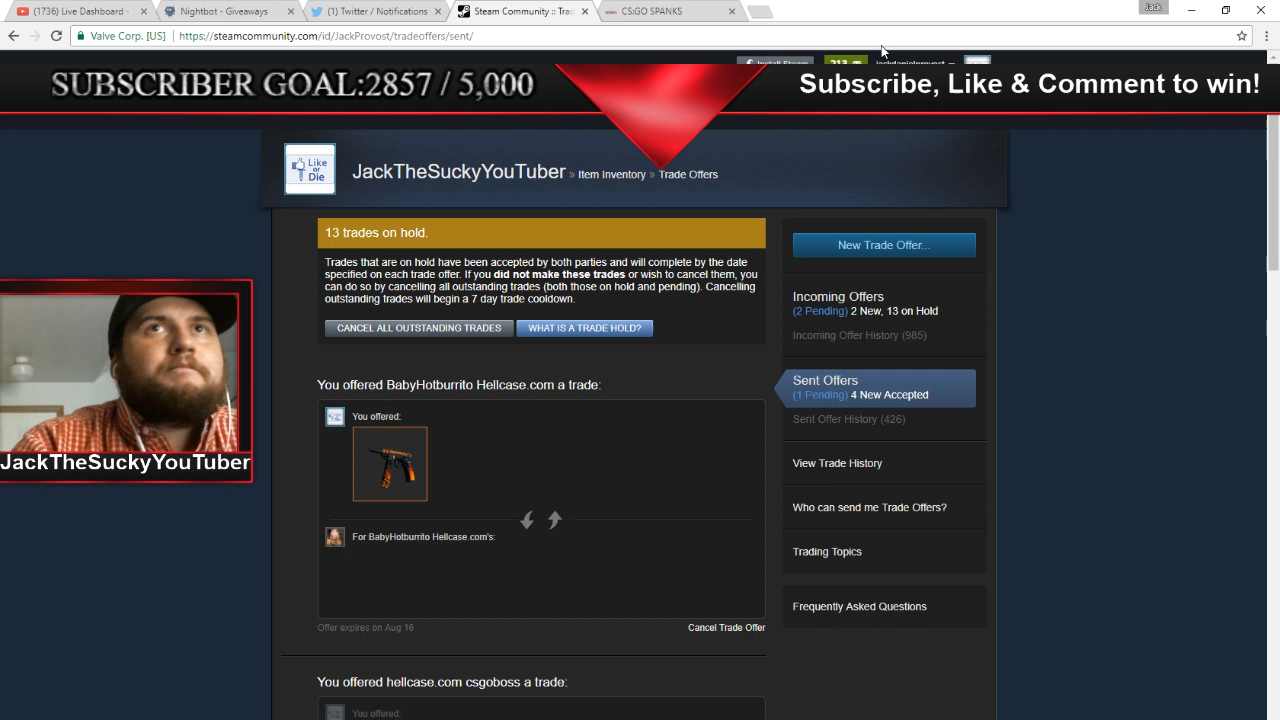 (1736) Live Dashboard -
Nightbot - Giveaways
(1) Twitter / Notifications
Steam Community :: Tra
CS:GO SPANKS
Jack
Valve Corp. [US] https://steamcommunity.com/id/JackProvost/tradeoffers/sent/
Install Steam
SUBSCRIBER GOAL:2857 / 5,000
Subscribe, Like & Comment to win!
Like or Die
JackTheSuckyYouTuber » Item Inventory » Trade Offers
13 trades on hold.
Trades that are on hold have been accepted by both parties and will complete by the date
specified on each trade offer. If you did not make these trades or wish to cancel them, you
can do so by cancelling all outstanding trades (both those on hold and pending). Cancelling
outstanding trades will begin a 7 day trade cooldown.
CANCEL ALL OUTSTANDING TRADES
WHAT IS A TRADE HOLD?
You offered BabyHotburrito Hellcase.com a trade:
You offered:
For BabyHotburrito Hellcase.com's:
Offer expires on Aug 16
Cancel Trade Offer
You offered hellcase.com csgoboss a trade:
You offered:
New Trade Offer...
Incoming Offers
(2 Pending) 2 New, 13 on Hold
Incoming Offer History (985)
Sent Offers
(1 Pending) 4 New Accepted
Sent Offer History (426)
View Trade History
Who can send me Trade Offers?
Trading Topics
Frequently Asked Questions
JackTheSuckyYouTuber